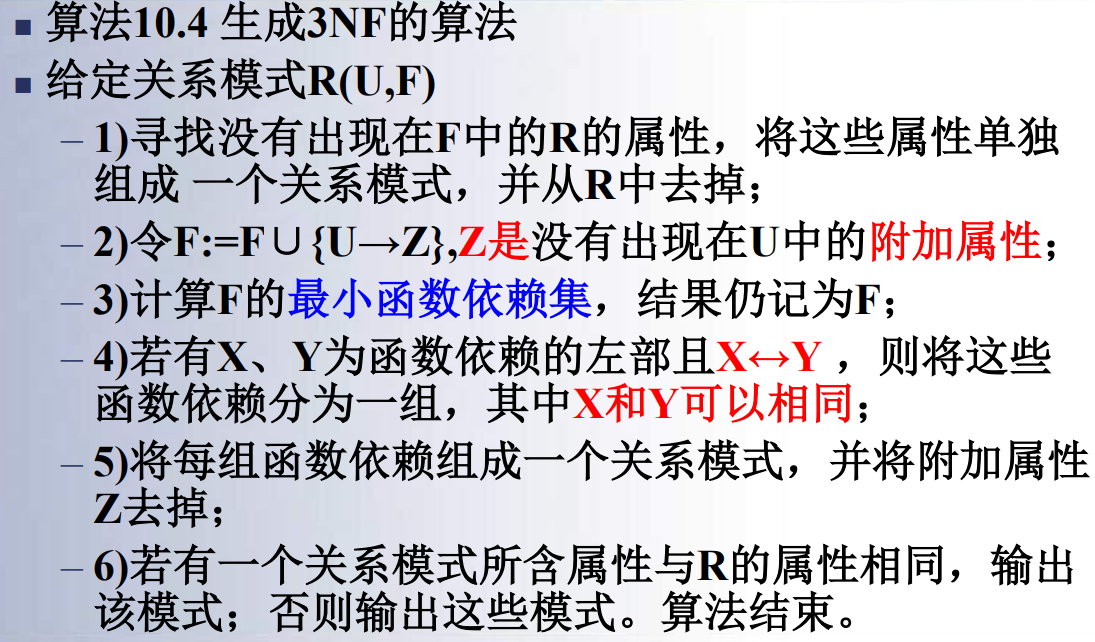 ■ 算法10.4 生成3NF的算法
■ 给定关系模式R(U,F)
– 1)寻找没有出现在F中的R的属性，将这些属性单独
组成 一个关系模式，并从R中去掉；
– 2)令F:=F∪{U→Z},Z是没有出现在U中的附加属性；
– 3)计算F的最小函数依赖集，结果仍记为F；
– 4)若有X、Y为函数依赖的左部且X↔Y ，则将这些
函数依赖分为一组，其中X和Y可以相同；
– 5)将每组函数依赖组成一个关系模式，并将附加属性
Z去掉；
– 6)若有一个关系模式所含属性与R的属性相同，输出
该模式；否则输出这些模式。算法结束。